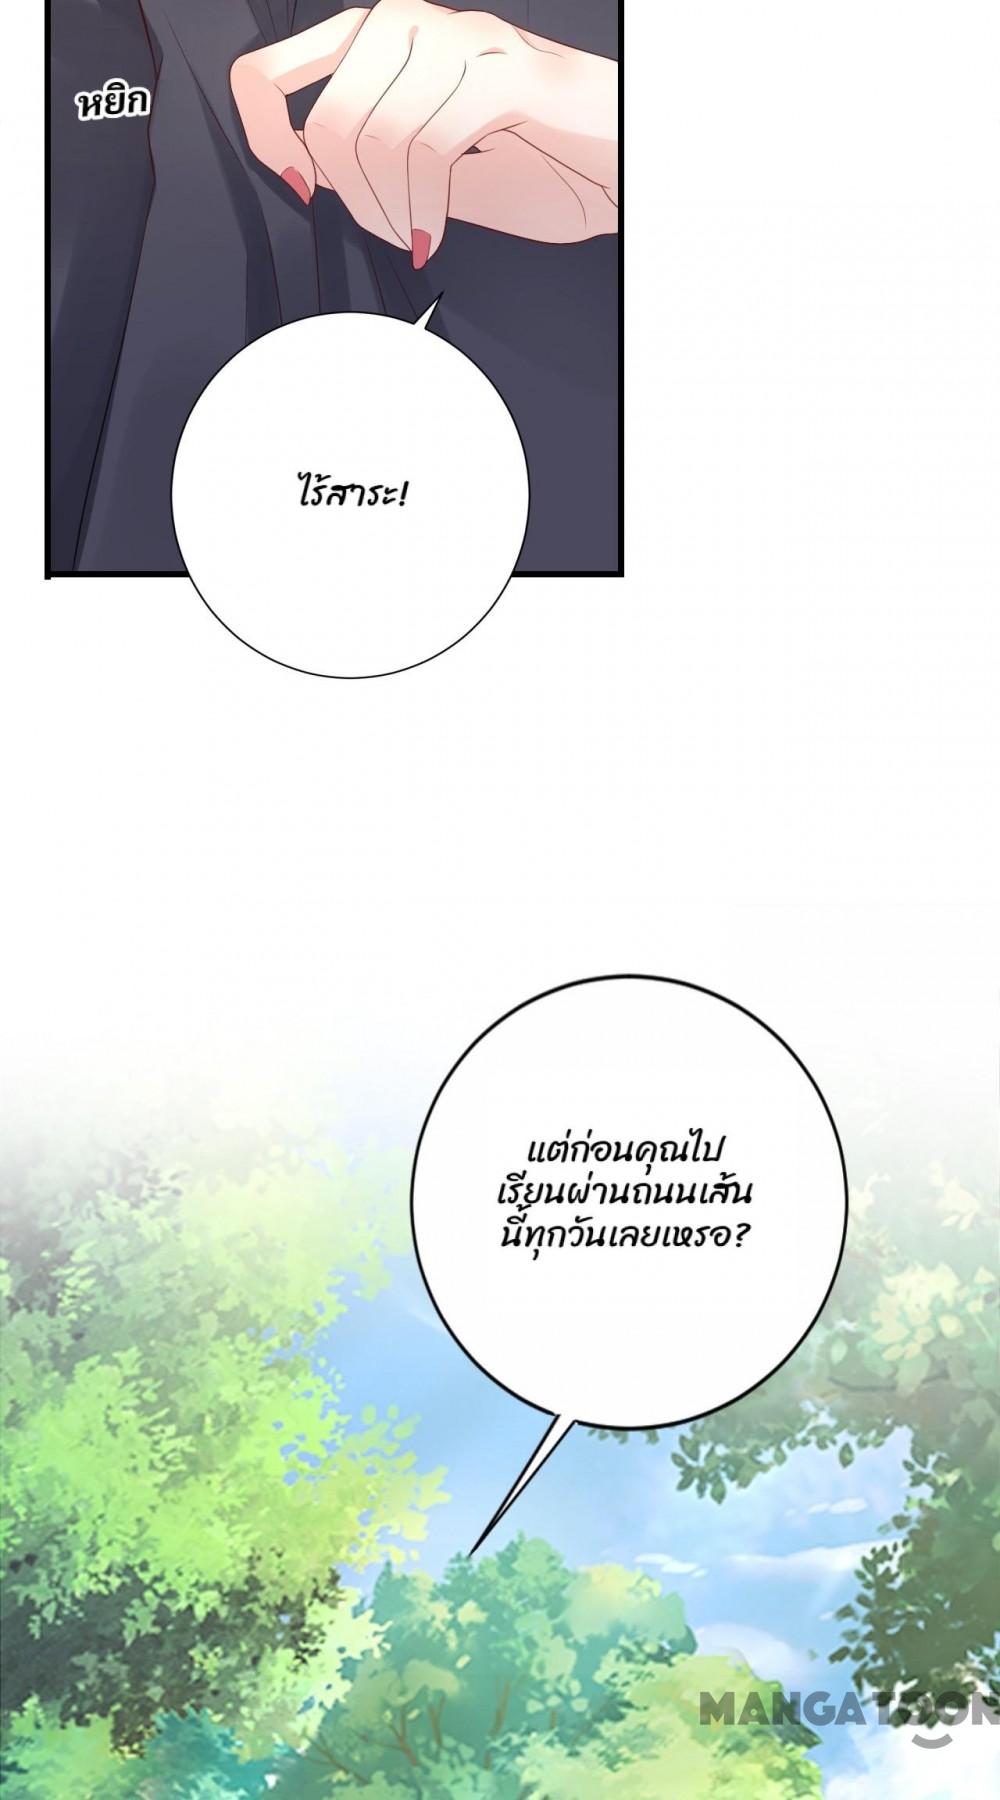 หยิก
ไร้สาระ!
แต่ก่อนคุณไป
เรียนผ่านถนนเส้น
นี้ทุกวันเลยเหรอ?
MANGATOON